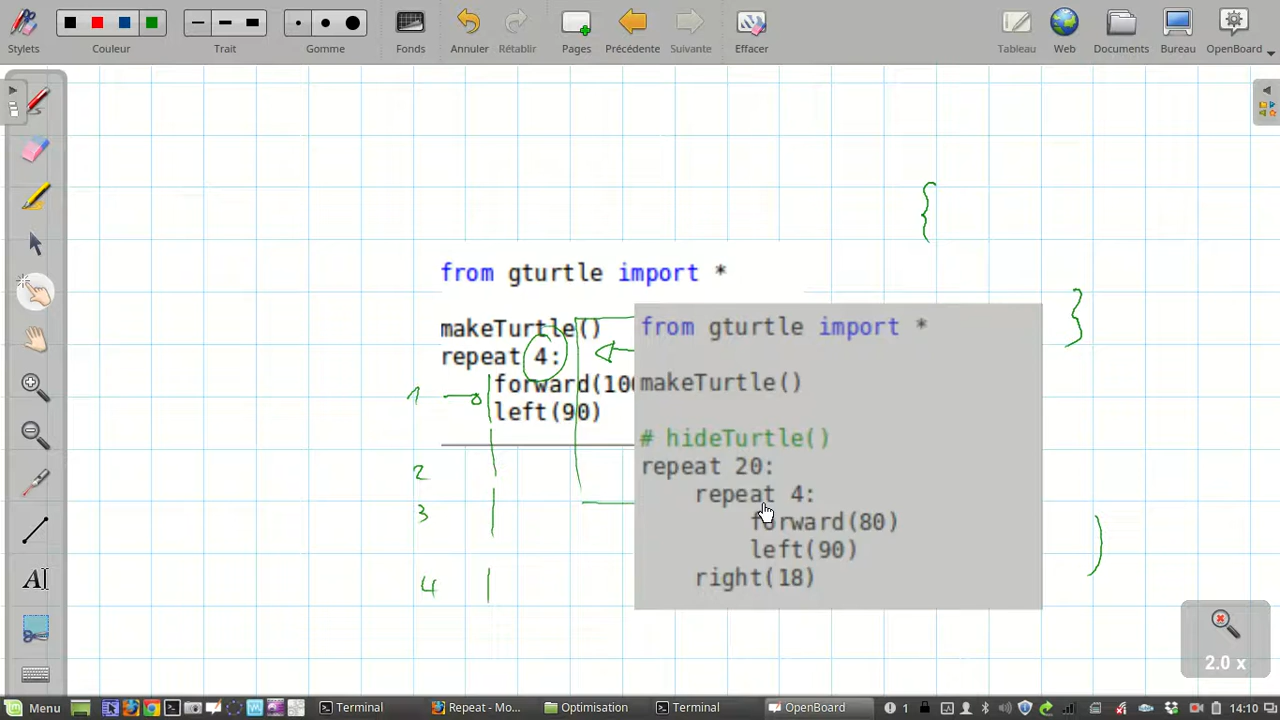 Stylets
Couleur
Trait
Gomme
Fonds
Annuler
Rétablir
Pages
Précédente
Suivante
Effacer
Tableau
Web
Documents
Bureau
OpenBoard
from gturtle import *
makeTurtle()
repeat 4:
forward(100
left(90)
1
2
3
4
from gturtle import *
makeTurtle()
# hideTurtle()
repeat 20:
repeat 4:
forward(80)
left(90)
right(18)
2.0 x
Menu
Terminal
Repeat - Mo...
Optimisation
Terminal
OpenBoard
1
14:10